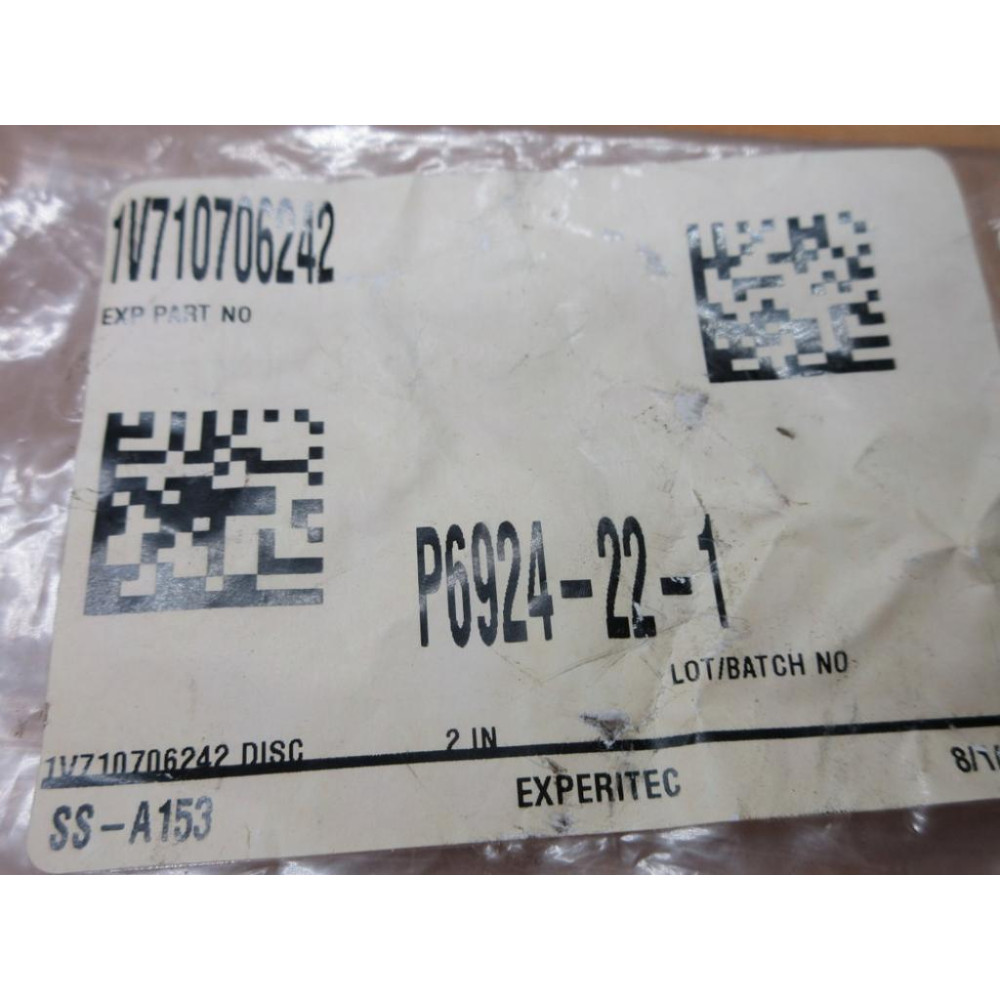 1V710706242
EXP PART NO
P6924-22-1
LOT/BATCH NO
1V710706242 DISC 2 IN
EXPERITEC
SS-A153